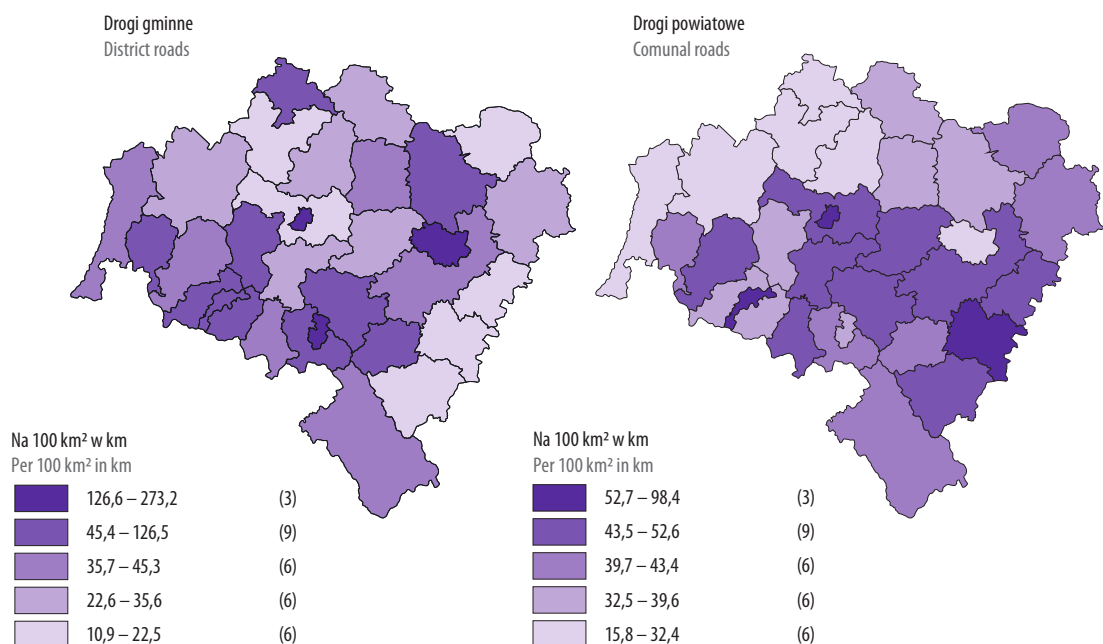 Drogi gminne
District roads
Drogi powiatowe
Comunal roads
Na 100 km² w km
Per 100 km² in km
126,6 – 273,2 (3)
45,4 – 126,5 (9)
35,7 – 45,3 (6)
22,6 – 35,6 (6)
10,9 – 22,5 (6)
Na 100 km² w km
Per 100 km² in km
52,7 – 98,4 (3)
43,5 – 52,6 (9)
39,7 – 43,4 (6)
32,5 – 39,6 (6)
15,8 – 32,4 (6)